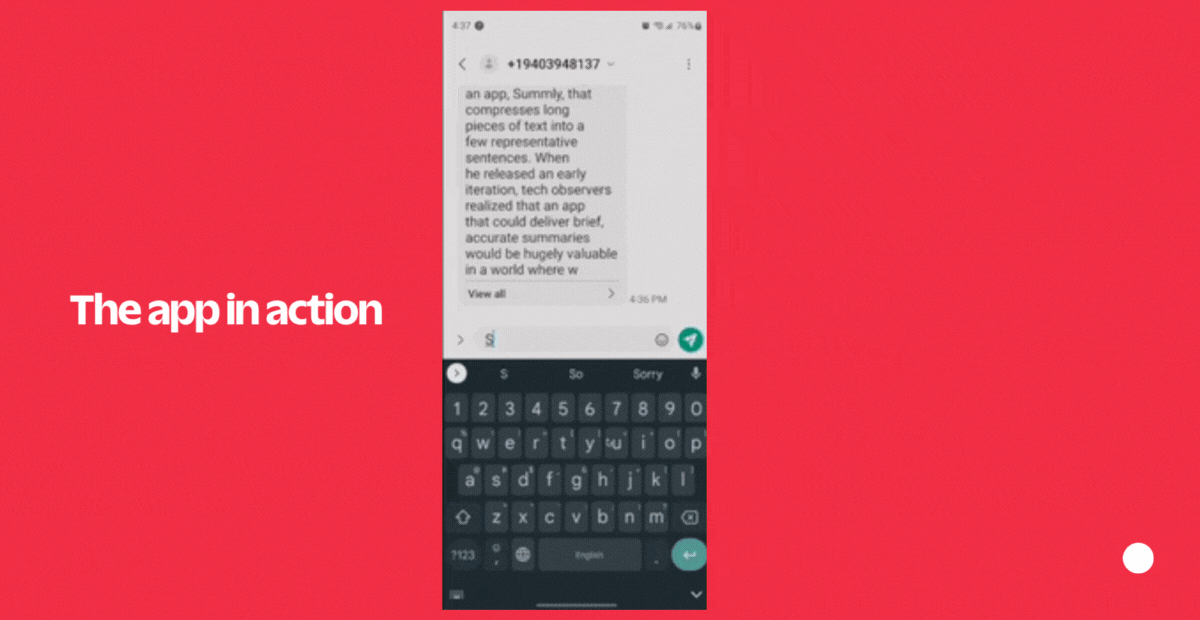 The app in action
4:37
76%
+19403948137
an app, Summly, that
compresses long
pieces of text into a
few representative
sentences. When
he released an early
iteration, tech observers
realized that an app
that could deliver brief,
accurate summaries
would be hugely valuable
in a world where w
View all
4:36 PM
S
S So Sorry
1 2 3 4 5 6 7 8 9 0
q w e r t y u i o p
a s d f g h j k l
z x c v b n m
?123 , English .